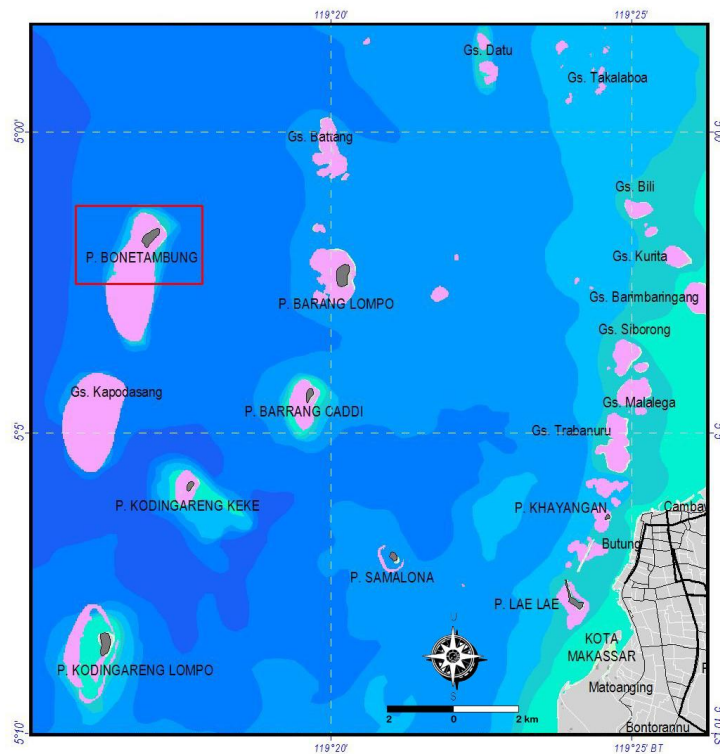 119°20'
119°25'
Gs. Datu
Gs. Takalaboa
5°00'
Gs. Battang
Gs. Bili
P. BONETAMBUNG
Gs. Kurita
P. BARANG LOMPO
Gs. Barimbaringang
Gs. Siborong
Gs. Kapodasang
P. BARRANG CADDI
Gs. Malalega
Gs. Trabanuru
5°5'
P. KODINGARENG KEKE
P. KHAYANGAN
Cambay
Butung
P. SAMALONA
P. LAE LAE
U
KOTA
MAKASSAR
P. KODINGARENG LOMPO
Matoanging
S
2 0 2 km
Bontorannu
5°10'
119°20'
119°25' BT